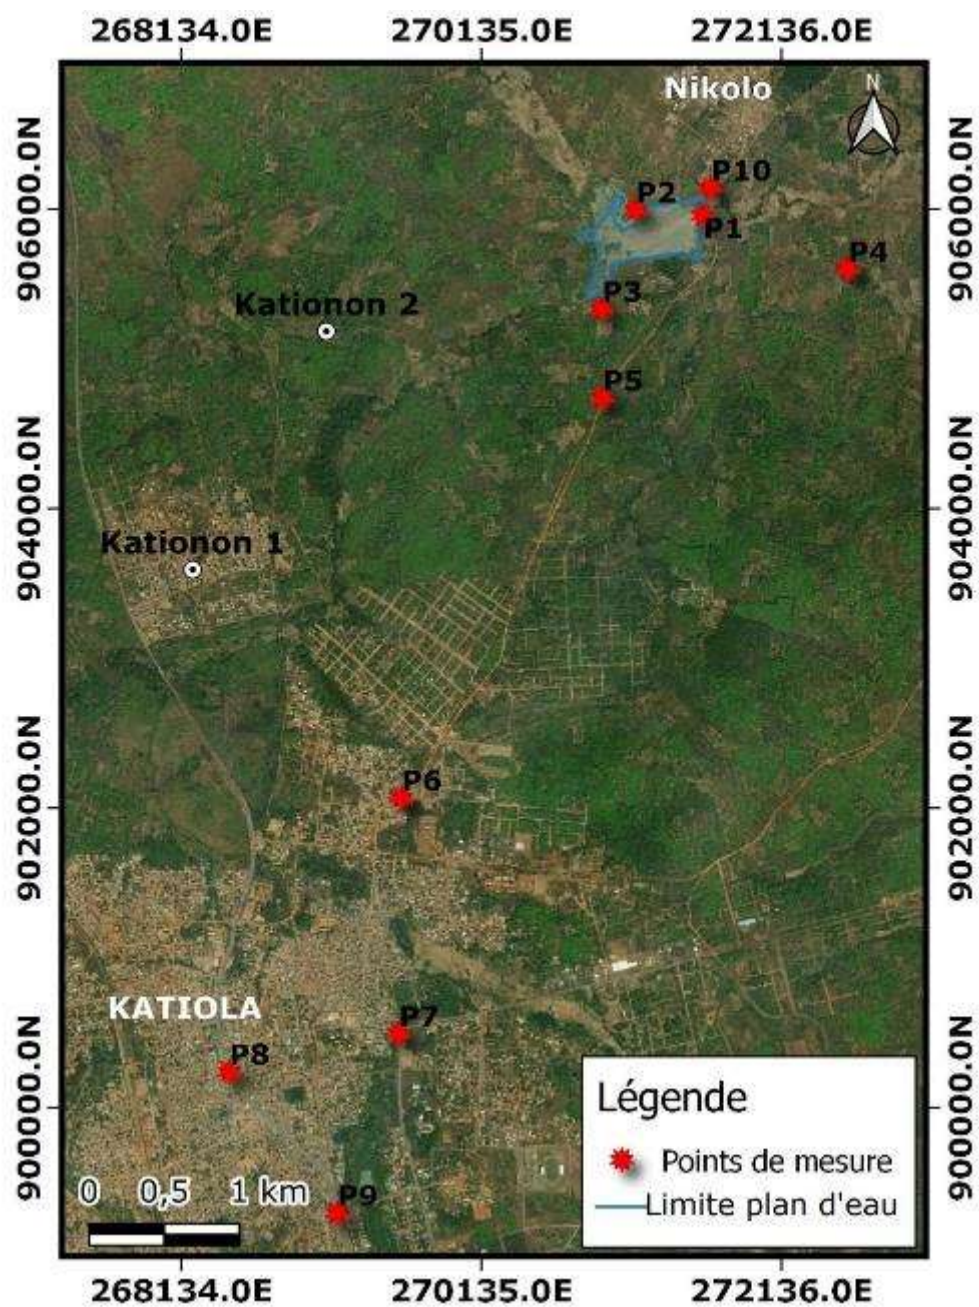 268134.0E 270135.0E 272136.0E
Nikolo
N
P10
P2
P1
906000.0N
906000.0N
P4
Kationon 2
P3
P5
904000.0N
904000.0N
Kationon 1
P6
902000.0N
902000.0N
KATIOLA
P7
P8
900000.0N
900000.0N
Légende
Points de mesure
Limite plan d'eau
0 0,5 1 km
P9
268134.0E 270135.0E 272136.0E